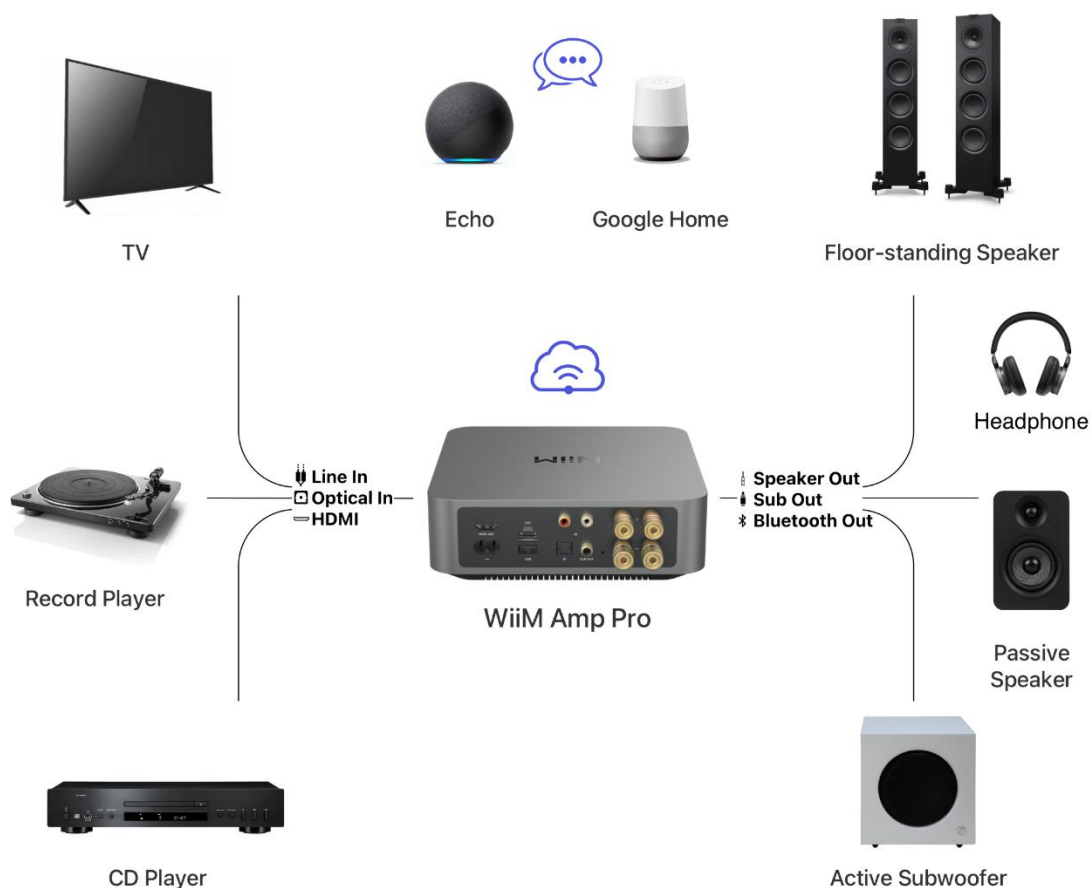 TV
Echo
Google Home
Floor-standing Speaker
Headphone
Line In
Optical In
HDMI
WiiM
Speaker Out
Sub Out
Bluetooth Out
Record Player
WiiM Amp Pro
Passive
Speaker
CD Player
Active Subwoofer